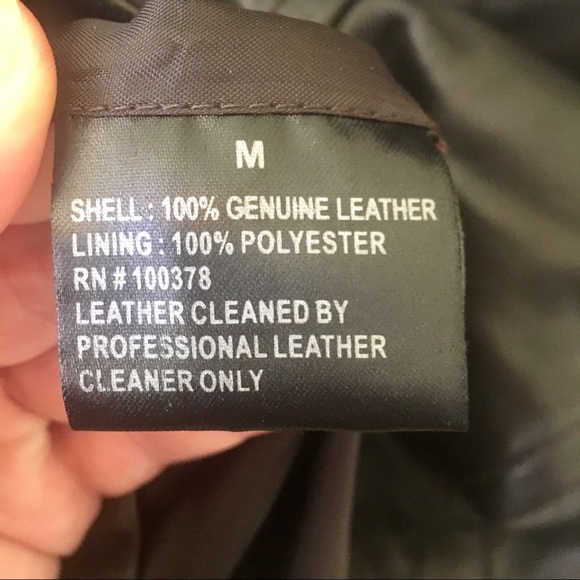 M
SHELL : 100% GENUINE LEATHER
LINING : 100% POLYESTER
RN # 100378
LEATHER CLEANED BY
PROFESSIONAL LEATHER
CLEANER ONLY